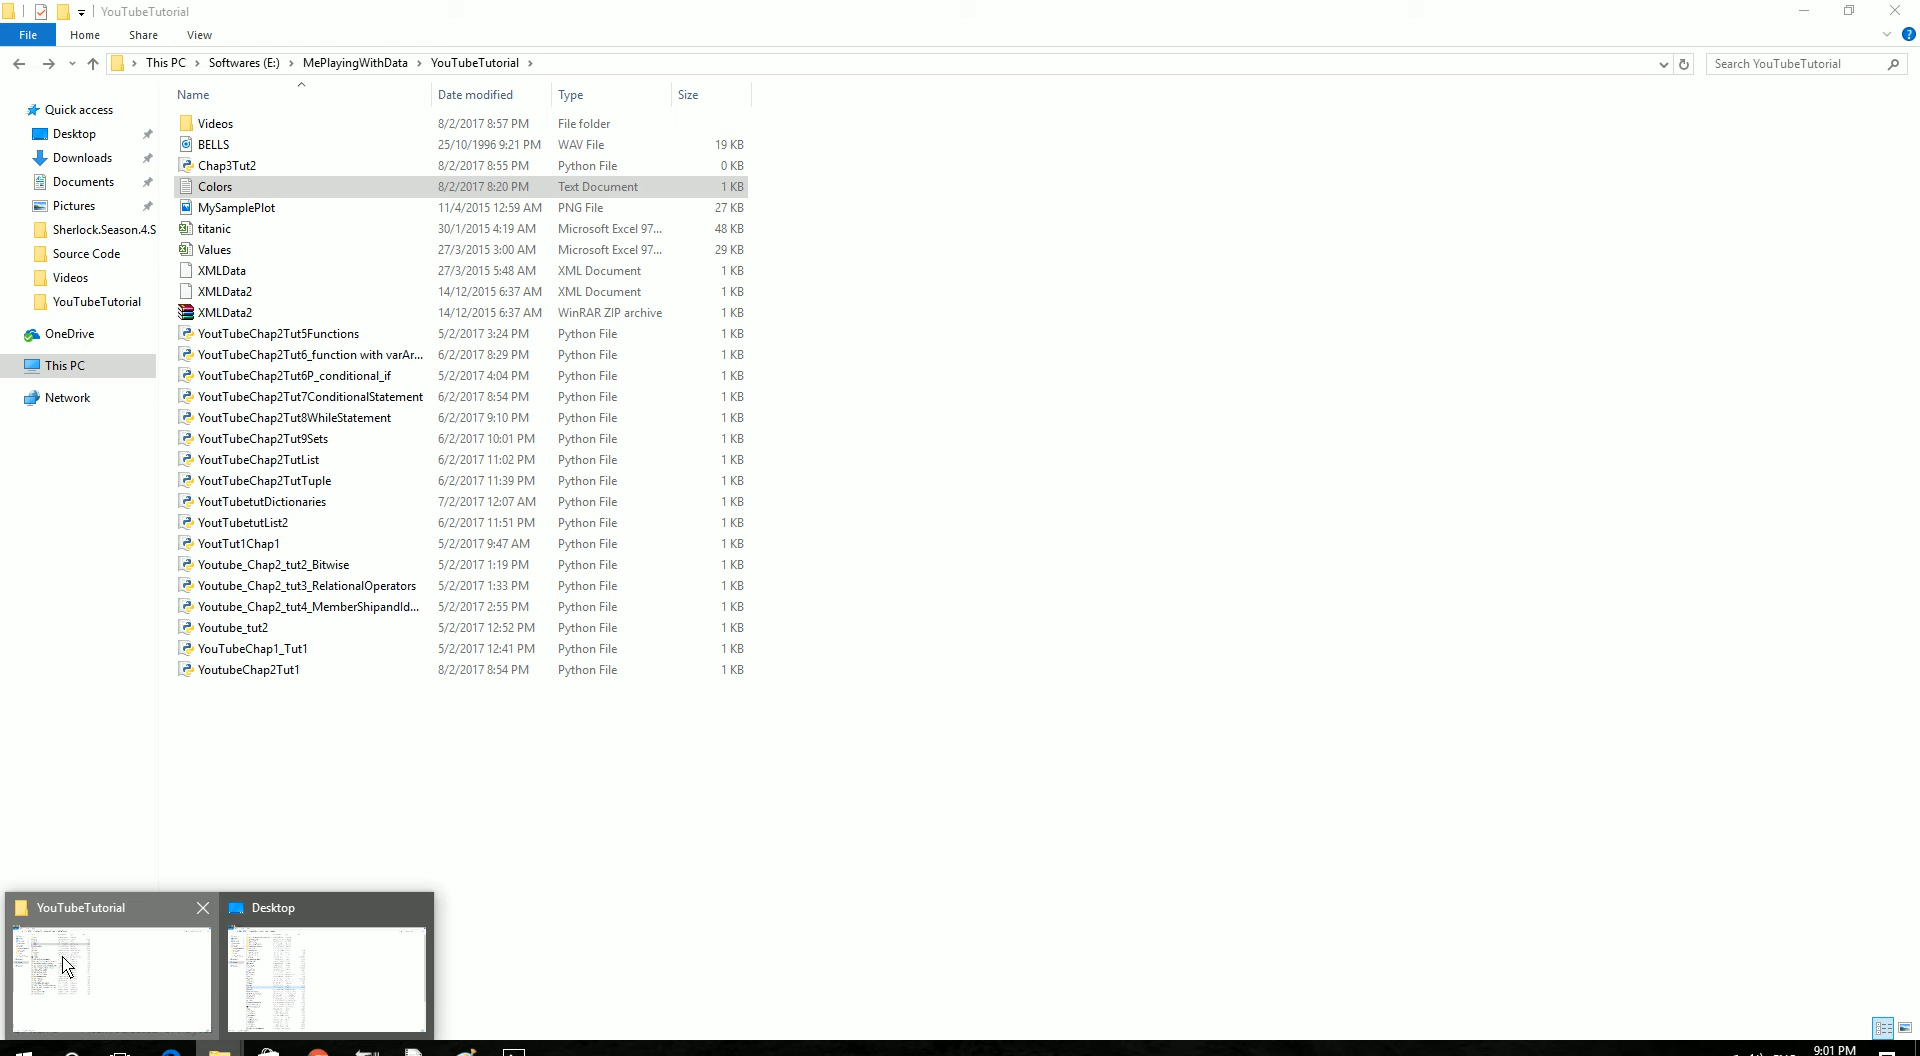 YouTubeTutorial
File Home Share View
This PC Softwares (E:) MePlayingWithData YouTubeTutorial Search YouTubeTutorial
Name Date modified Type Size
Quick access
Desktop
Downloads
Documents
Pictures
Sherlock.Season.4.S
Source Code
Videos
YouTubeTutorial
OneDrive
This PC
Network
Videos 8/2/2017 8:57 PM File folder
BELLS 25/10/1996 9:21 PM WAV File 19 KB
Chap3Tut2 8/2/2017 8:55 PM Python File 0 KB
Colors 8/2/2017 8:20 PM Text Document 1 KB
MySamplePlot 11/4/2015 12:59 AM PNG File 27 KB
titanic 30/1/2015 4:19 AM Microsoft Excel 97... 48 KB
Values 27/3/2015 3:00 AM Microsoft Excel 97... 29 KB
XMLData 27/3/2015 5:48 AM XML Document 1 KB
XMLData2 14/12/2015 6:37 AM XML Document 1 KB
XMLData2 14/12/2015 6:37 AM WinRAR ZIP archive 1 KB
YoutTubeChap2Tut5Functions 5/2/2017 3:24 PM Python File 1 KB
YoutTubeChap2Tut6_function with varAr... 6/2/2017 8:29 PM Python File 1 KB
YoutTubeChap2Tut6P_conditional_if 5/2/2017 4:04 PM Python File 1 KB
YoutTubeChap2Tut7ConditionalStatement 6/2/2017 8:54 PM Python File 1 KB
YoutTubeChap2Tut8WhileStatement 6/2/2017 9:10 PM Python File 1 KB
YoutTubeChap2Tut9Sets 6/2/2017 10:01 PM Python File 1 KB
YoutTubeChap2TutList 6/2/2017 11:02 PM Python File 1 KB
YoutTubeChap2TutTuple 6/2/2017 11:39 PM Python File 1 KB
YoutTubetutDictionaries 7/2/2017 12:07 AM Python File 1 KB
YoutTubetutList2 6/2/2017 11:51 PM Python File 1 KB
YoutTut1Chap1 5/2/2017 9:47 AM Python File 1 KB
Youtube_Chap2_tut2_Bitwise 5/2/2017 1:19 PM Python File 1 KB
Youtube_Chap2_tut3_RelationalOperators 5/2/2017 1:33 PM Python File 1 KB
Youtube_Chap2_tut4_MemberShipandId... 5/2/2017 2:55 PM Python File 1 KB
Youtube_tut2 5/2/2017 12:52 PM Python File 1 KB
YouTubeChap1_Tut1 5/2/2017 12:41 PM Python File 1 KB
YoutubeChap2Tut1 8/2/2017 8:54 PM Python File 1 KB
YouTubeTutorial Desktop
9:01 PM